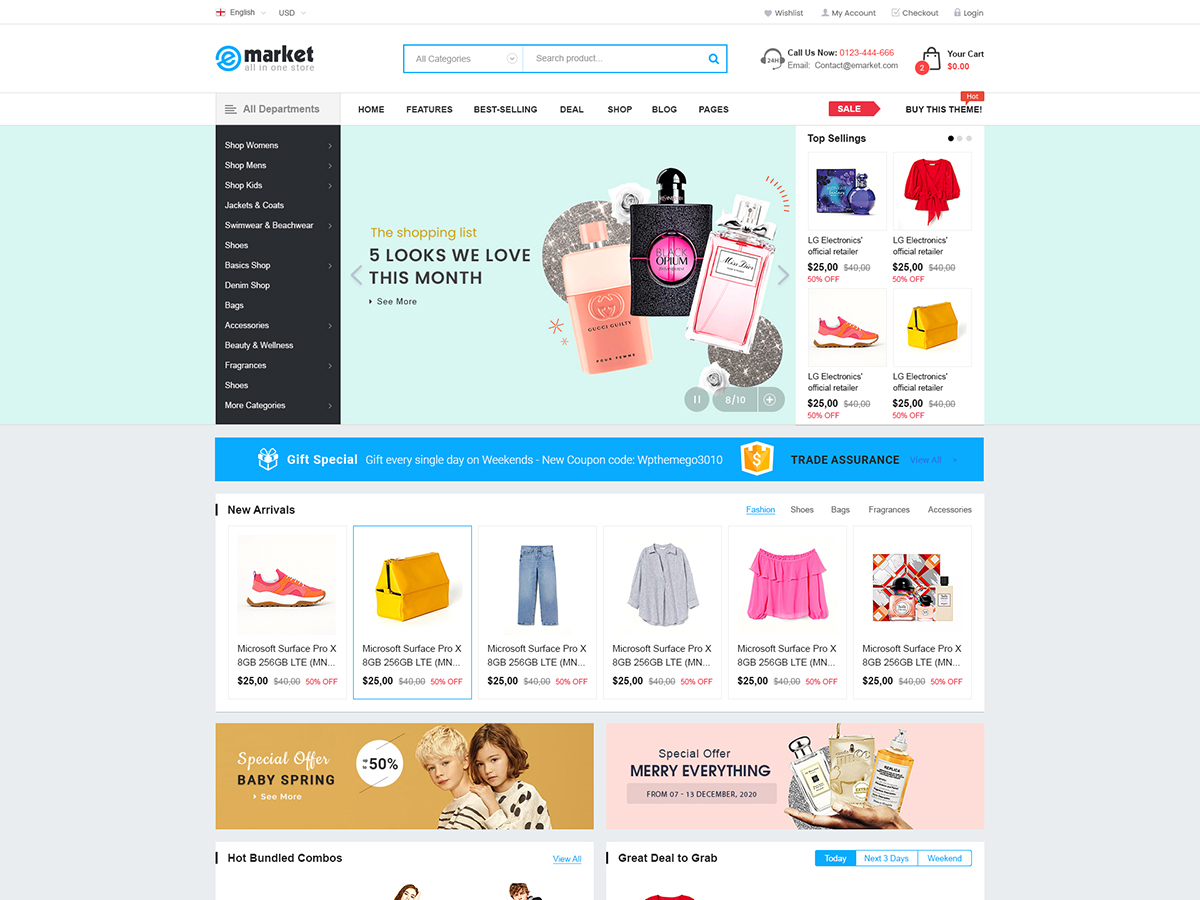 English USD Wishlist My Account Checkout Login
e market
all in one store
All Categories Search product...
24H Call Us Now: 0123-444-666
Email: Contact@emarket.com
2 Your Cart
$0.00
All Departments HOME FEATURES BEST-SELLING DEAL SHOP BLOG PAGES SALE BUY THIS THEME! Hot
Shop Womens
Shop Mens
Shop Kids
Jackets & Coats
Swimwear & Beachwear
Shoes
Basics Shop
Denim Shop
Bags
Accessories
Beauty & Wellness
Fragrances
Shoes
More Categories
The shopping list
5 LOOKS WE LOVE
THIS MONTH
See More
GUCCI GUILTY
POUR FEMME
YVESSAINTLAURENT
BLACK
OPIUM
Miss Dior
8/10
Top Sellings
LG Electronics' LG Electronics'
official retailer official retailer
$25,00 $40,00 $25,00 $40,00
50% OFF 50% OFF
LG Electronics' LG Electronics'
official retailer official retailer
$25,00 $40,00 $25,00 $40,00
50% OFF 50% OFF
Gift Special Gift every single day on Weekends - New Coupon code: Wpthemego3010 $ TRADE ASSURANCE View All
New Arrivals Fashion Shoes Bags Fragrances Accessories
Microsoft Surface Pro X Microsoft Surface Pro X Microsoft Surface Pro X Microsoft Surface Pro X Microsoft Surface Pro X Microsoft Surface Pro X
8GB 256GB LTE (MN... 8GB 256GB LTE (MN... 8GB 256GB LTE (MN... 8GB 256GB LTE (MN... 8GB 256GB LTE (MN... 8GB 256GB LTE (MN...
$25,00 $40,00 50% OFF $25,00 $40,00 50% OFF $25,00 $40,00 50% OFF $25,00 $40,00 50% OFF $25,00 $40,00 50% OFF $25,00 $40,00 50% OFF
Special Offer
BABY SPRING
See More
UP TO 50%
Special Offer
MERRY EVERYTHING
FROM 07 - 13 DECEMBER, 2020
REPLICA
Hot Bundled Combos View All
Great Deal to Grab Today Next 3 Days Weekend